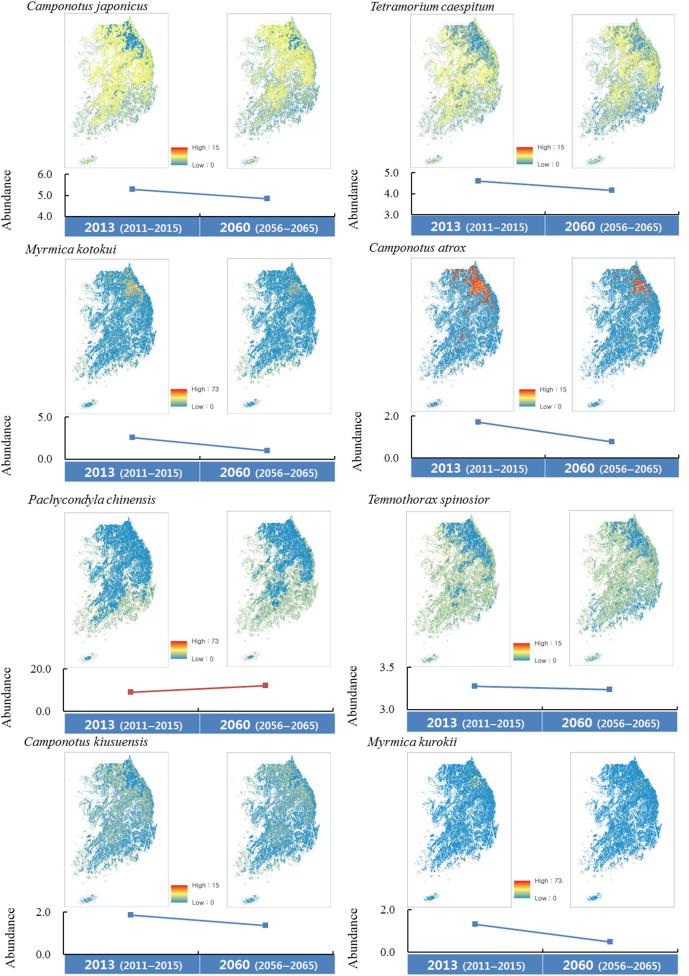 Camponotus japonicus
Tetramorium caespitum
High : 15
Low : 0
High : 15
Low : 0
Abundance
6.0
5.0
4.0
2013 (2011–2015)
2060 (2056–2065)
Abundance
5.0
4.0
3.0
2013 (2011–2015)
2060 (2056–2065)
Myrmica kotokui
Camponotus atrox
High : 73
Low : 0
High : 15
Low : 0
Abundance
5.0
0.0
2013 (2011–2015)
2060 (2056–2065)
Abundance
2.0
0.0
2013 (2011–2015)
2060 (2056–2065)
Pachycondyla chinensis
Temnothorax spinosior
High : 73
Low : 0
High : 15
Low : 0
Abundance
20.0
0.0
2013 (2011–2015)
2060 (2056–2065)
Abundance
3.5
3.0
2013 (2011–2015)
2060 (2056–2065)
Camponotus kiusuensis
Myrmica kurokii
High : 15
Low : 0
High : 73
Low : 0
Abundance
2.0
0.0
2013 (2011–2015)
2060 (2056–2065)
Abundance
2.0
0.0
2013 (2011–2015)
2060 (2056–2065)